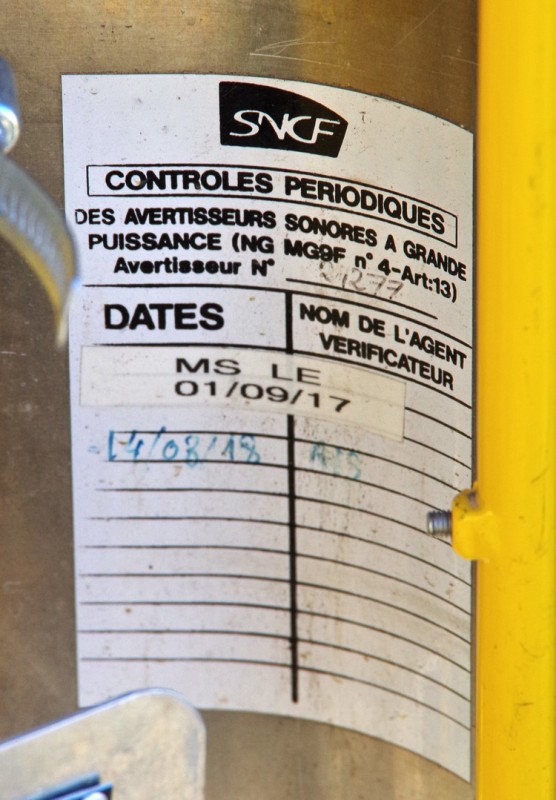 SNCF
CONTROLES PERIODIQUES
DES AVERTISSEURS SONORES A GRANDE
PUISSANCE (NG MG9F n° 4-Art:13)
Avertisseur N° 21277
DATES
NOM DE L'AGENT
VERIFICATEUR
MS LE
01/09/17
14/08/18